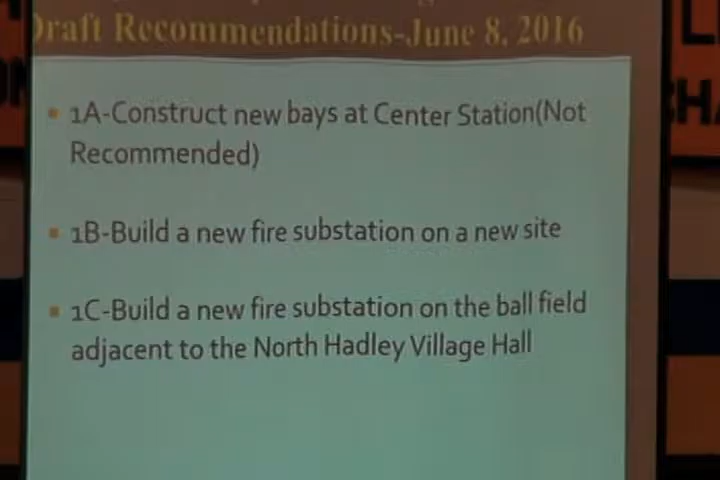 Draft Recommendations-June 8, 2016
1A-Construct new bays at Center Station(Not
Recommended)
1B-Build a new fire substation on a new site
1C-Build a new fire substation on the ball field
adjacent to the North Hadley Village Hall